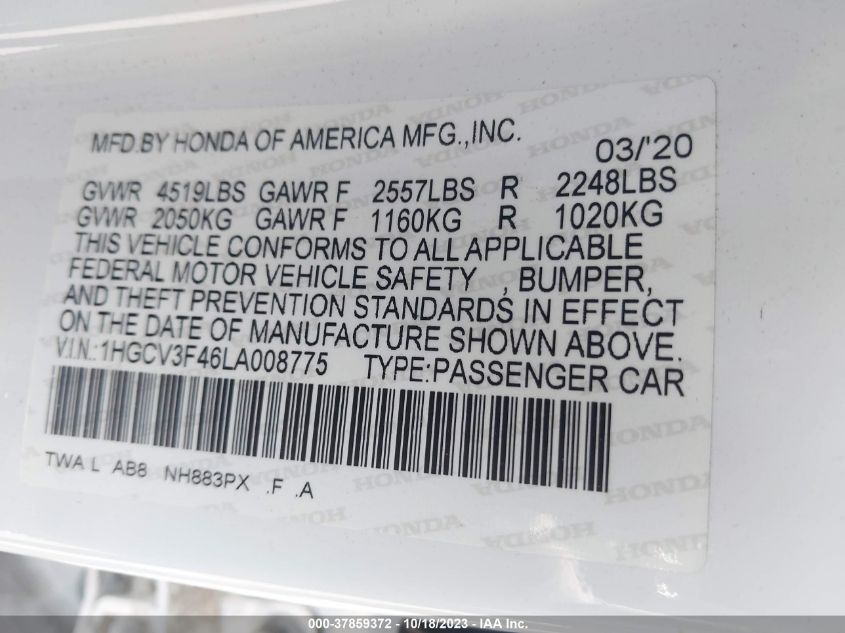 MFD.BY HONDA OF AMERICA MFG.,INC. 03/'20
GVWR 4519LBS GAWR F 2557LBS R 2248LBS
GVWR 2050KG GAWR F 1160KG R 1020KG
THIS VEHICLE CONFORMS TO ALL APPLICABLE
FEDERAL MOTOR VEHICLE SAFETY , BUMPER,
AND THEFT PREVENTION STANDARDS IN EFFECT
ON THE DATE OF MANUFACTURE SHOWN ABOVE.
V.I.N.:1HGCV3F46LA008775 TYPE:PASSENGER CAR
TWA L AB8 NH883PX .F .A
000-37859372 - 10/18/2023 - IAA Inc.